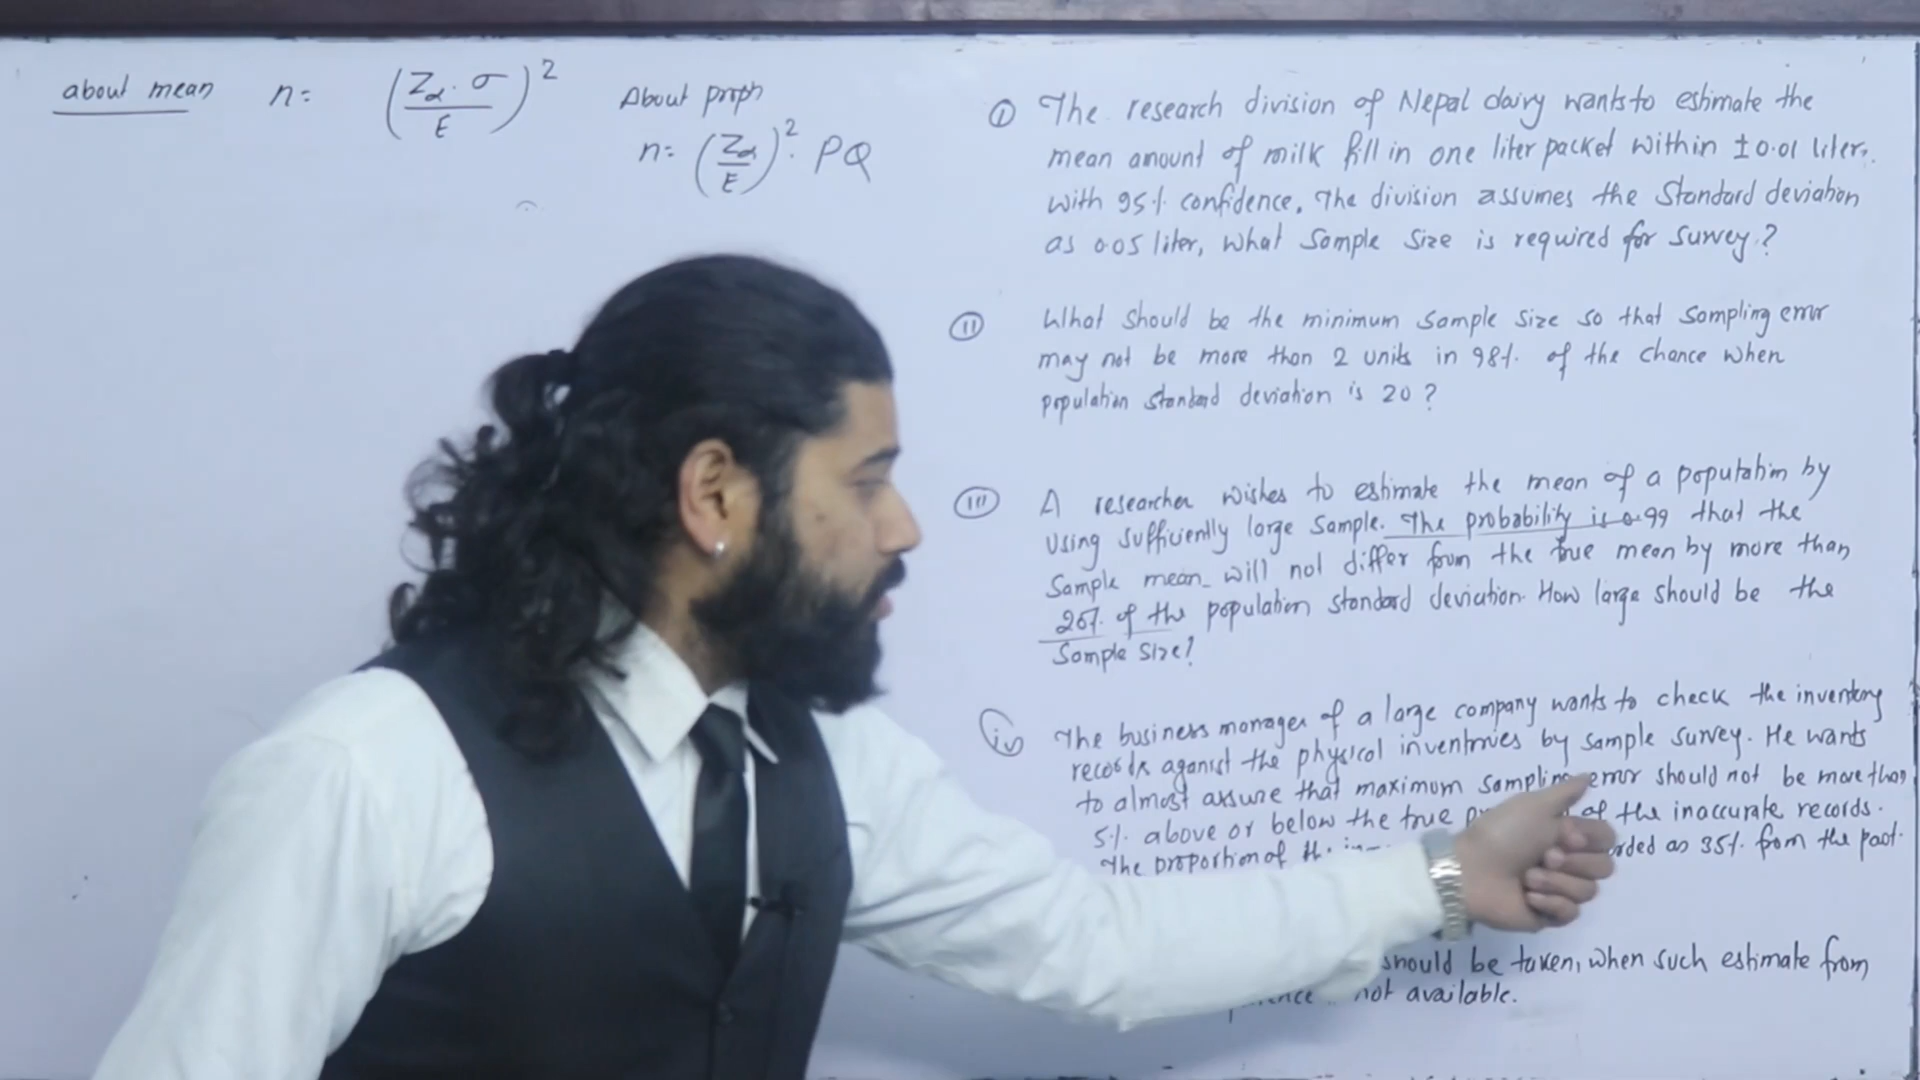 about mean n = (Zα . σ / E)²
About propn
n = (Zα / E)² . PQ
① The research division of Nepal dairy wants to estimate the
mean amount of milk fill in one liter packet within ±0.01 liter,
with 95% confidence, The division assumes the Standard deviation
as 0.05 liter, what Sample size is required for survey?
(ii) What should be the minimum sample size so that sampling error
may not be more than 2 units in 98% of the chance when
population standard deviation is 20?
(iii) A researcher wishes to estimate the mean of a population by
using sufficiently large sample. The probability is 0.99 that the
Sample mean will not differ from the true mean by more than
25% of the population standard deviation. How large should be the
Sample size?
(iv) The business manager of a large company wants to check the inventory
records against the physical inventories by sample survey. He wants
to almost assure that maximum sampling error should not be more than
5% above or below the true of the inaccurate records.
The proportion of the as 35% from the past.
should be taken, when such estimate from
not available.